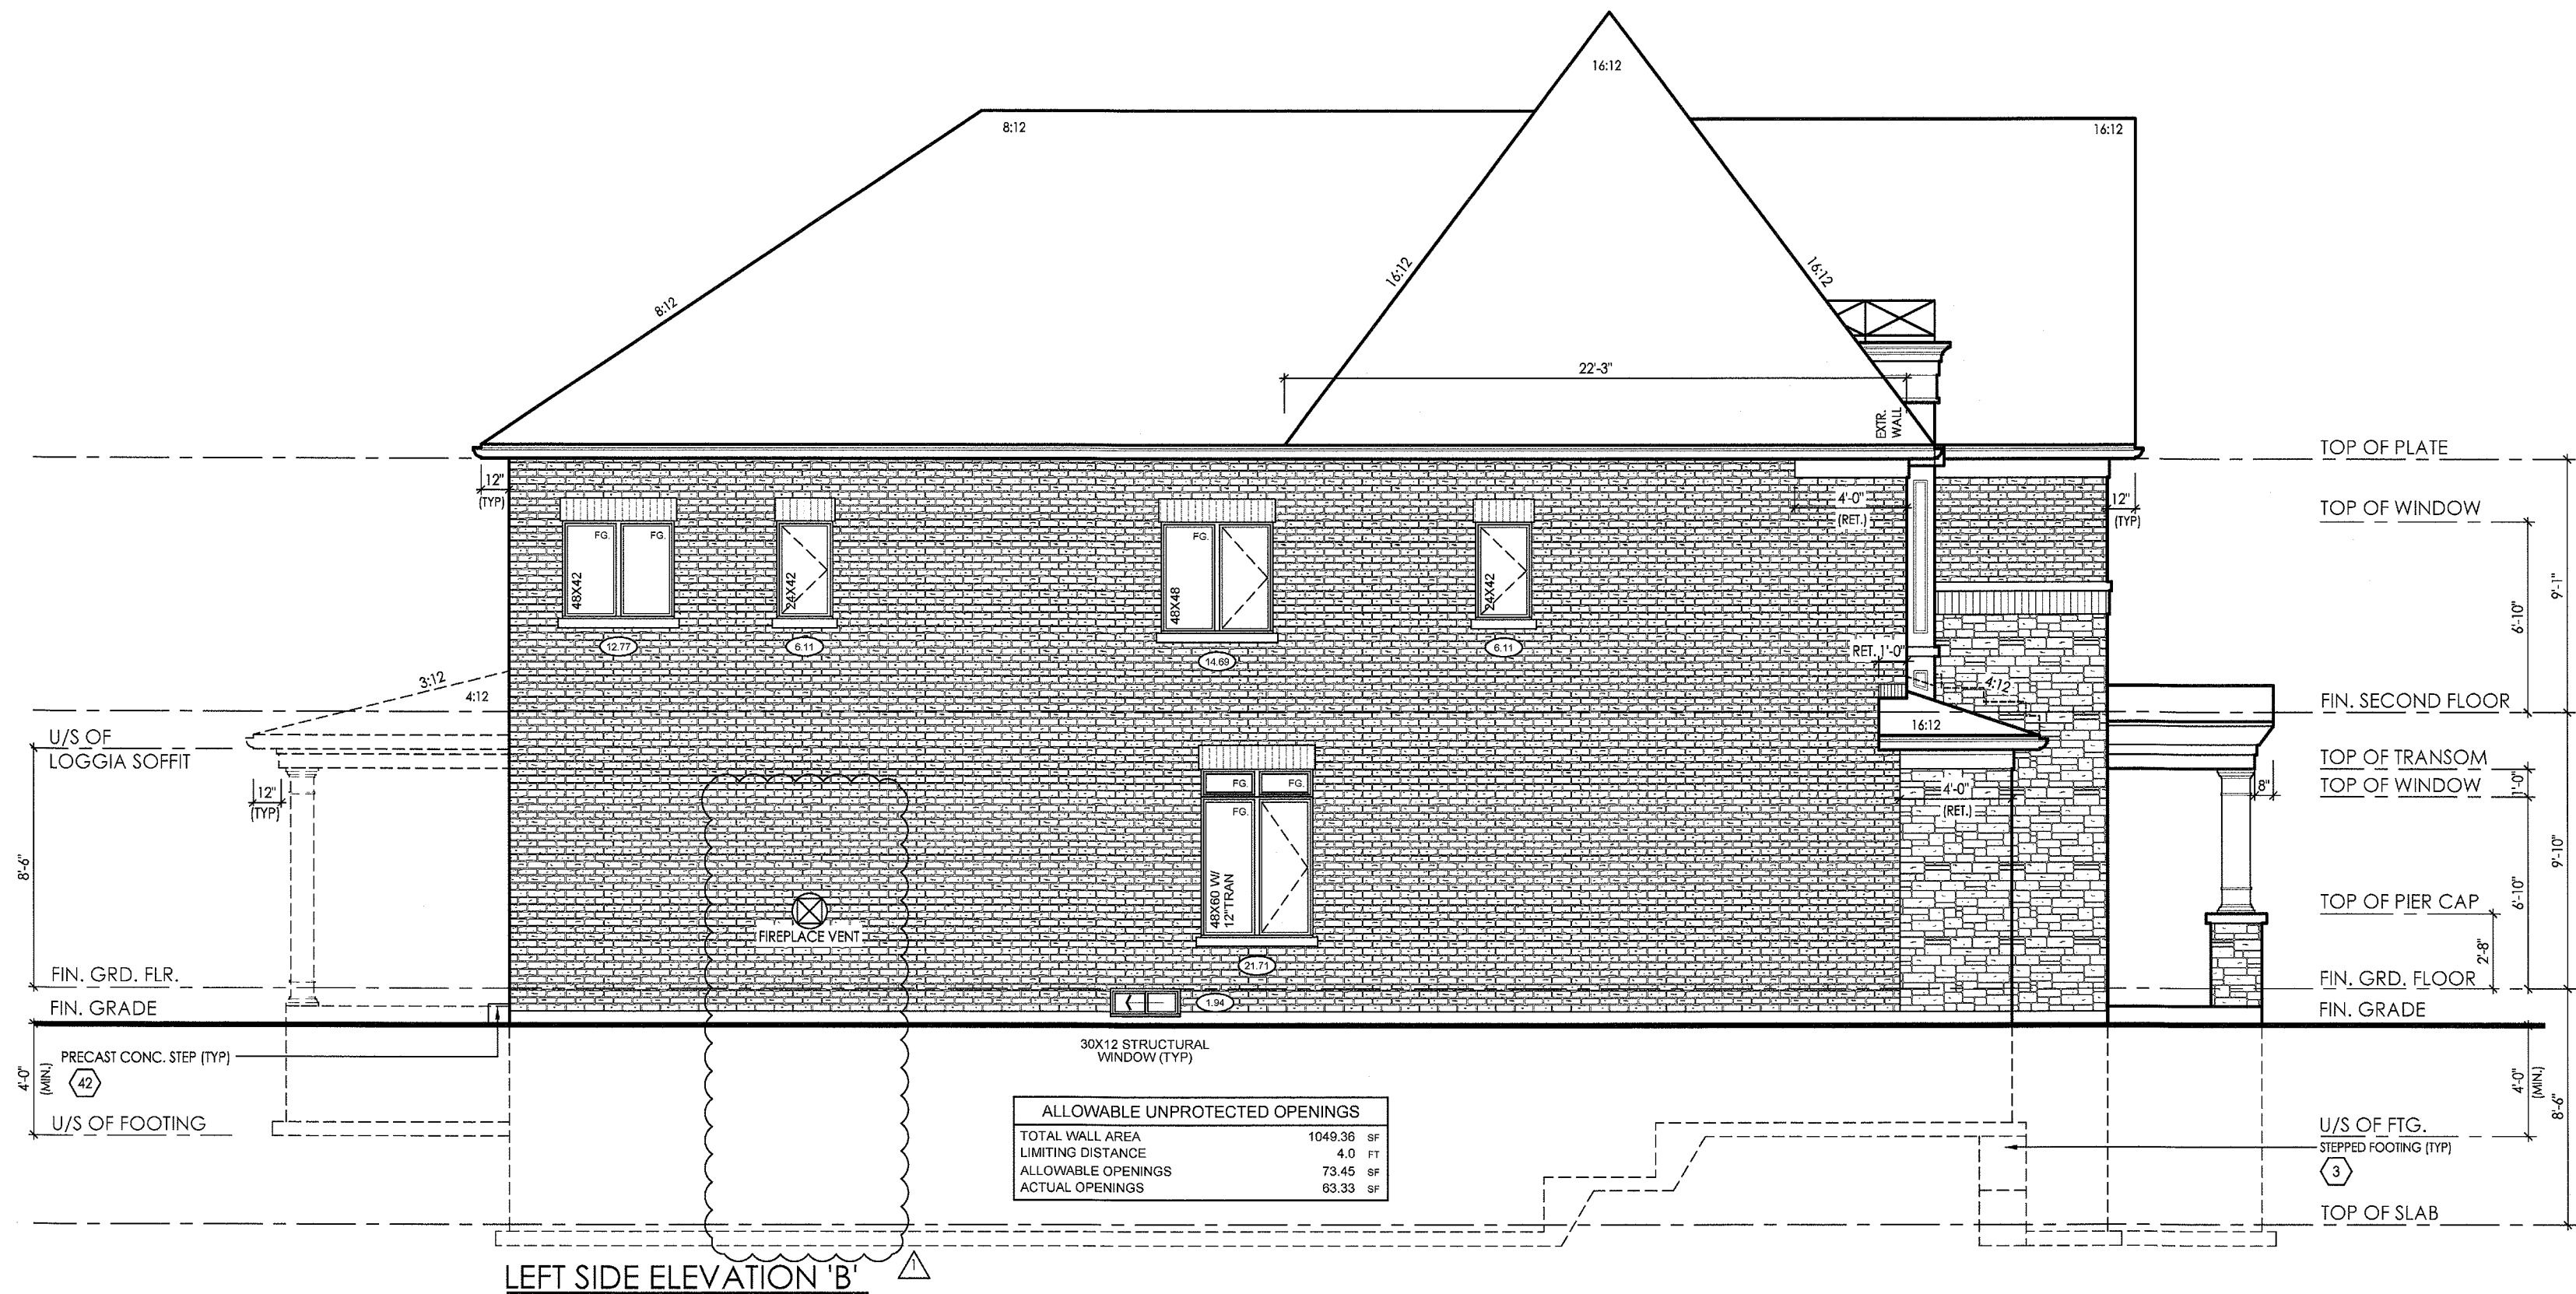 16:12
8:12
16:12
8:12
16:12
16:12
22'-3"
EXTR.
WALL
TOP OF PLATE
12"
(TYP)
4'-0"
(RET.)
12"
(TYP)
TOP OF WINDOW
FG.
FG.
48X42
24X42
FG.
48X48
24X42
9'-1"
6'-10"
12.77
6.11
14.69
6.11
RET. 1'-0"
3:12
4:12
4:12
16:12
FIN. SECOND FLOOR
U/S OF
LOGGIA SOFFIT
TOP OF TRANSOM
TOP OF WINDOW
1'-0"
8"
12"
(TYP)
FG.
FG.
FG.
48X60 W/
12"TRAN
4'-0"
(RET.)
8'-6"
9'-10"
6'-10"
TOP OF PIER CAP
2'-8"
FIREPLACE VENT
21.71
FIN. GRD. FLR.
FIN. GRD. FLOOR
1.94
FIN. GRADE
FIN. GRADE
30X12 STRUCTURAL
WINDOW (TYP)
PRECAST CONC. STEP (TYP)
42
4'-0"
(MIN.)
4'-0"
(MIN.)
8'-6"
U/S OF FOOTING
U/S OF FTG.
STEPPED FOOTING (TYP)
3
ALLOWABLE UNPROTECTED OPENINGS
TOTAL WALL AREA 1049.36 SF
LIMITING DISTANCE 4.0 FT
ALLOWABLE OPENINGS 73.45 SF
ACTUAL OPENINGS 63.33 SF
TOP OF SLAB
1
LEFT SIDE ELEVATION 'B'